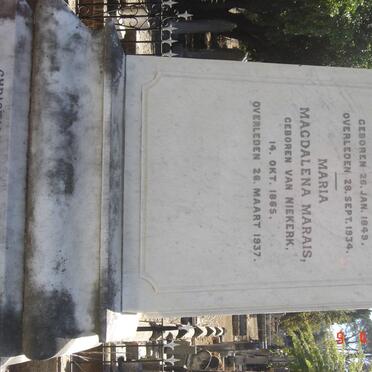 GEBOREN 25. JAN. 1849.
OVERLEDEN 28. SEPT. 1934.
MARIA
MAGDALENA MARAIS,
GEBOREN VAN NIEKERK,
14. OKT. 1865.
OVERLEDEN 26. MAART 1937.